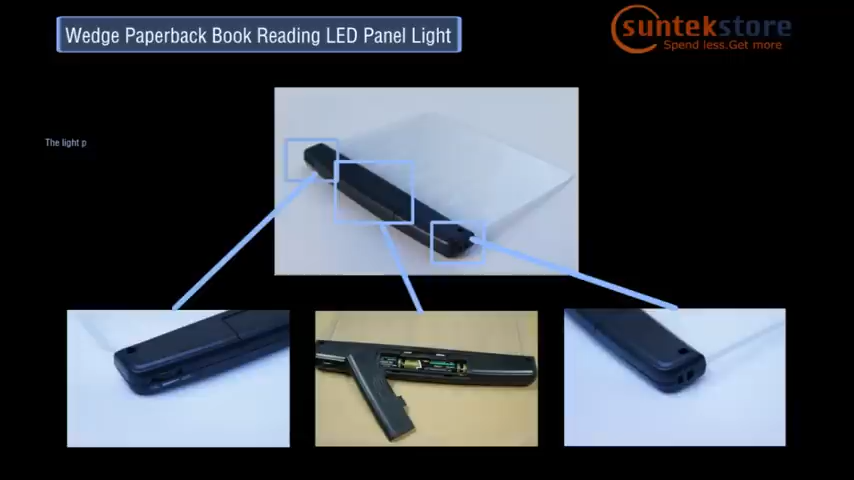 Wedge Paperback Book Reading LED Panel Light
suntekstore
Spend less.Get more
The light p